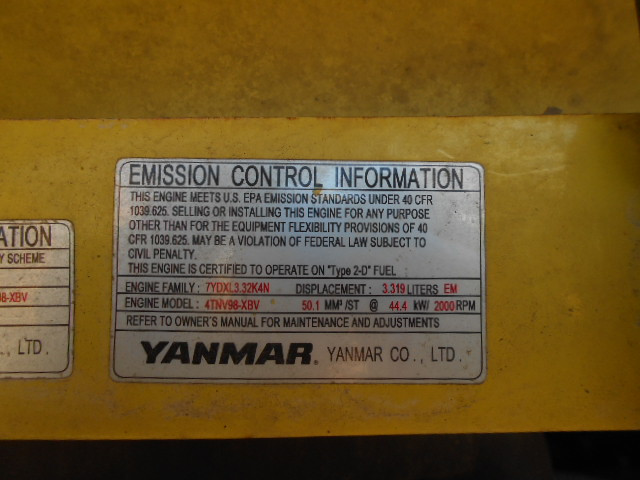 EMISSION CONTROL INFORMATION
THIS ENGINE MEETS U.S. EPA EMISSION STANDARDS UNDER 40 CFR
1039.625. SELLING OR INSTALLING THIS ENGINE FOR ANY PURPOSE
OTHER THAN FOR THE EQUIPMENT FLEXIBILITY PROVISIONS OF 40
CFR 1039.625. MAY BE A VIOLATION OF FEDERAL LAW SUBJECT TO
CIVIL PENALTY.
THIS ENGINE IS CERTIFIED TO OPERATE ON "Type 2-D" FUEL
ENGINE FAMILY : 7YDXL3.32K4N DISPLACEMENT : 3.319 LITERS EM
ENGINE MODEL : 4TNV98-XBV 50.1 MM³/ST @ 44.4 kW/ 2000 RPM
REFER TO OWNER'S MANUAL FOR MAINTENANCE AND ADJUSTMENTS
YANMAR. YANMAR CO., LTD.
ATION
Y SCHEME
98-XBV
., LTD.